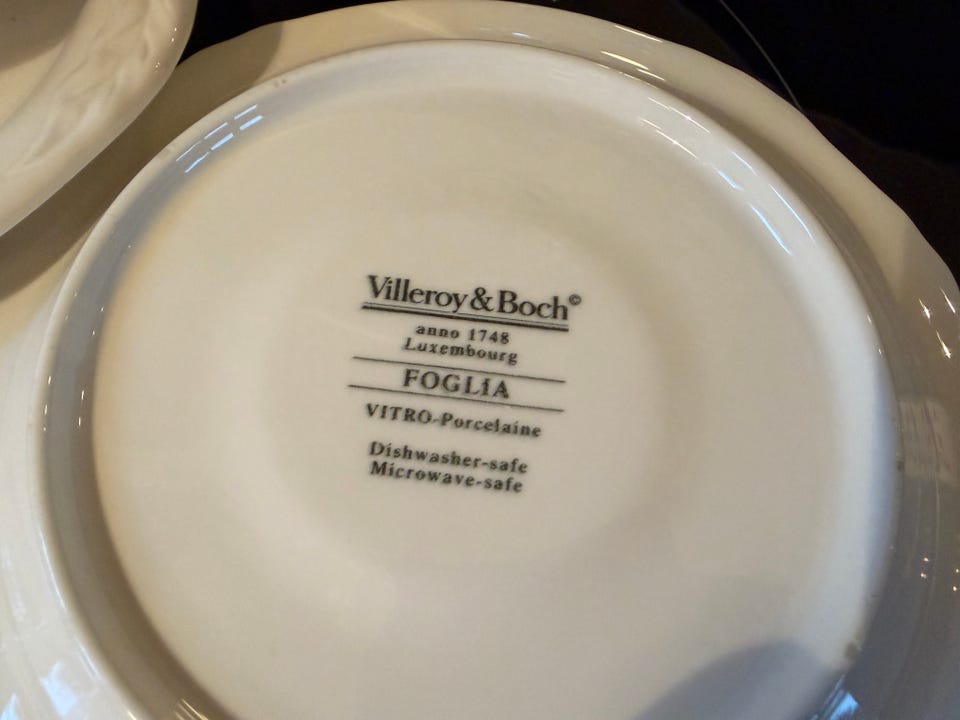 Villeroy & Boch©
anno 1748
Luxembourg
FOGLIA
VITRO-Porcelaine
Dishwasher-safe
Microwave-safe